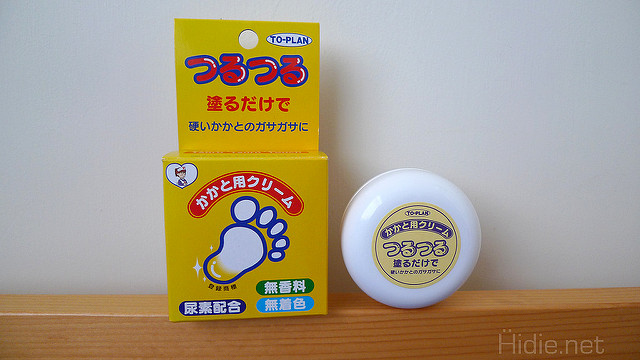 TO-PLAN
つるつる
塗るだけで
硬いかかとのガサガサに
かかと用クリーム
登録商標
無香料
尿素配合
無着色
TO-PLAN
かかと用クリーム
つるつる
塗るだけで
硬いかかとのガサガサに
Hidie.net